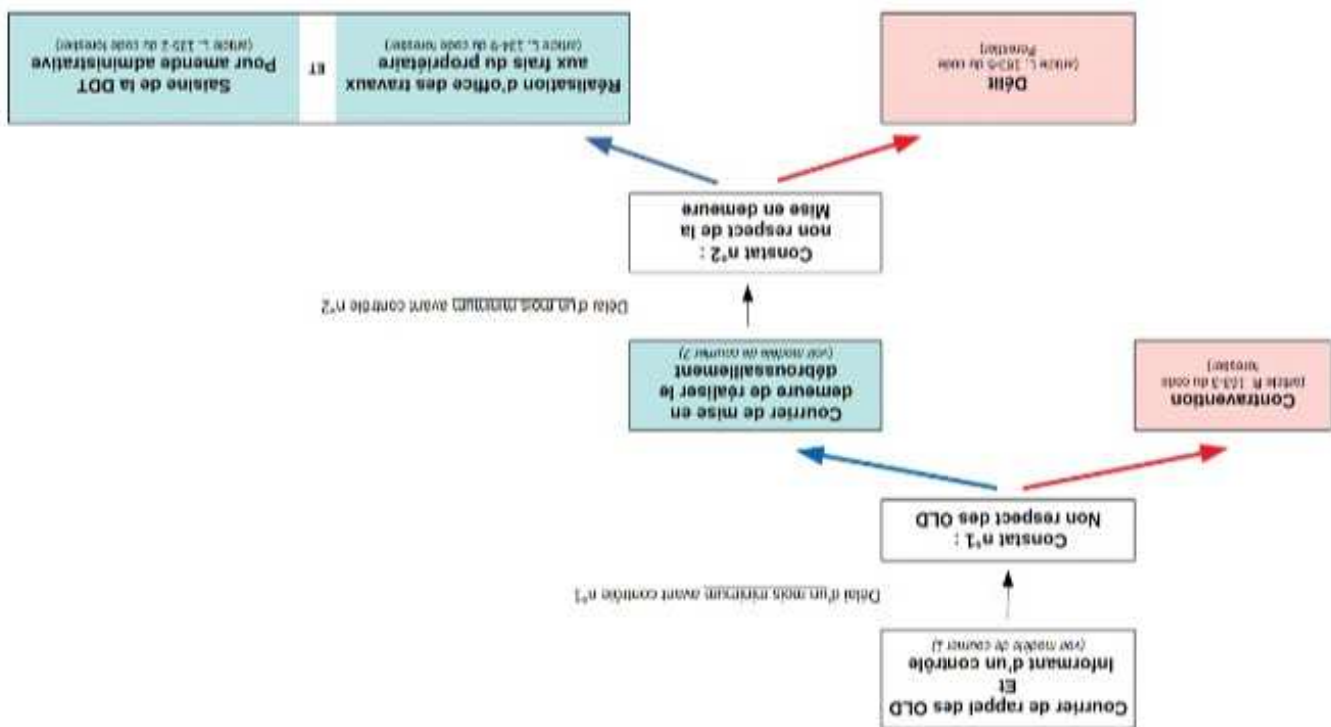 Courrier de rappel des OLD
Et
Informant d'un contrôle
(voir modèle de courrier 1)
Délai d'un mois minimum avant contrôle n°1
Constat n°1 :
Non respect des OLD
Contravention
(article R. 163-3 du code
forestier)
Courrier de mise en
demeure de réaliser le
débroussaillement
(voir modèle de courrier 2)
Délai d'un mois minimum avant contrôle n°2
Constat n°2 :
non respect de la
Mise en demeure
Délit
(article L. 163-5 du code
Forestier)
Réalisation d'office des travaux
aux frais du propriétaire
(article L. 134-9 du code forestier)
ET
Saisine de la DDT
Pour amende administrative
(article L. 135-2 du code forestier)